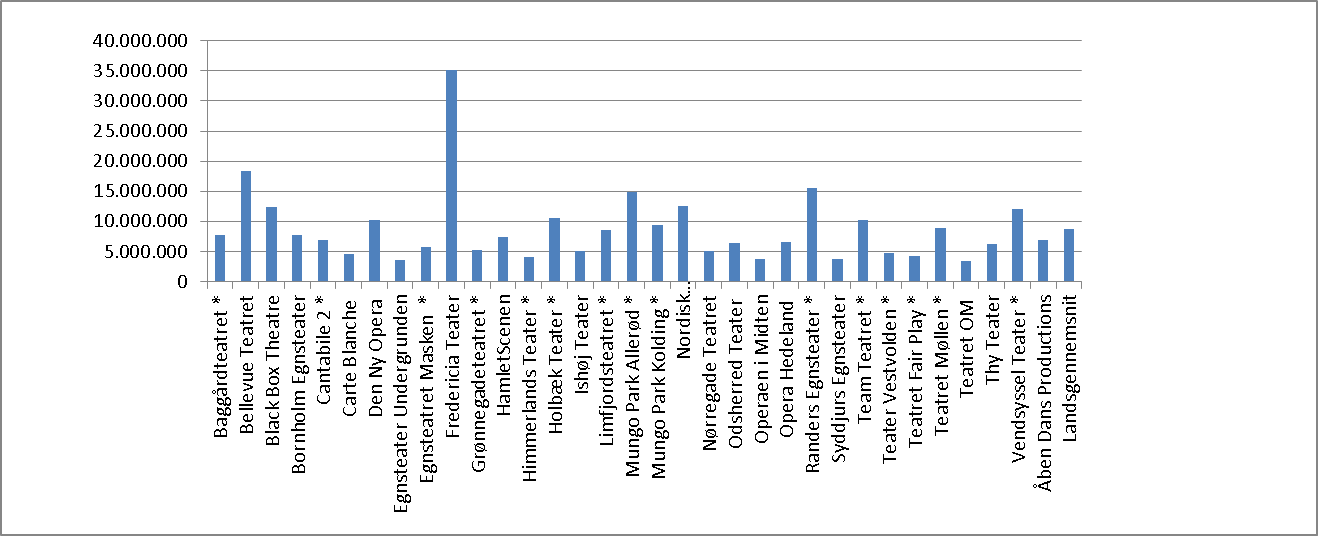 40.000.000
35.000.000
30.000.000
25.000.000
20.000.000
15.000.000
10.000.000
5.000.000
0
Baggårdteatret *
Bellevue Teatret
Black Box Theatre
Bornholm Egnsteater
Cantabile 2 *
Carte Blanche
Den Ny Opera
Egnsteater Undergrunden
Egnsteatret Masken *
Fredericia Teater
Grønnegadeteatret *
HamletScenen
Himmerlands Teater *
Holbæk Teater *
Ishøj Teater
Limfjordsteatret *
Mungo Park Allerød *
Mungo Park Kolding *
Nordisk...
Nørregade Teatret
Odsherred Teater
Operaen i Midten
Opera Hedeland
Randers Egnsteater *
Syddjurs Egnsteater
Team Teatret *
Teater Vestvolden *
Teatret Fair Play *
Teatret Møllen *
Teatret OM
Thy Teater
Vendsyssel Teater *
Åben Dans Productions
Landsgennemsnit